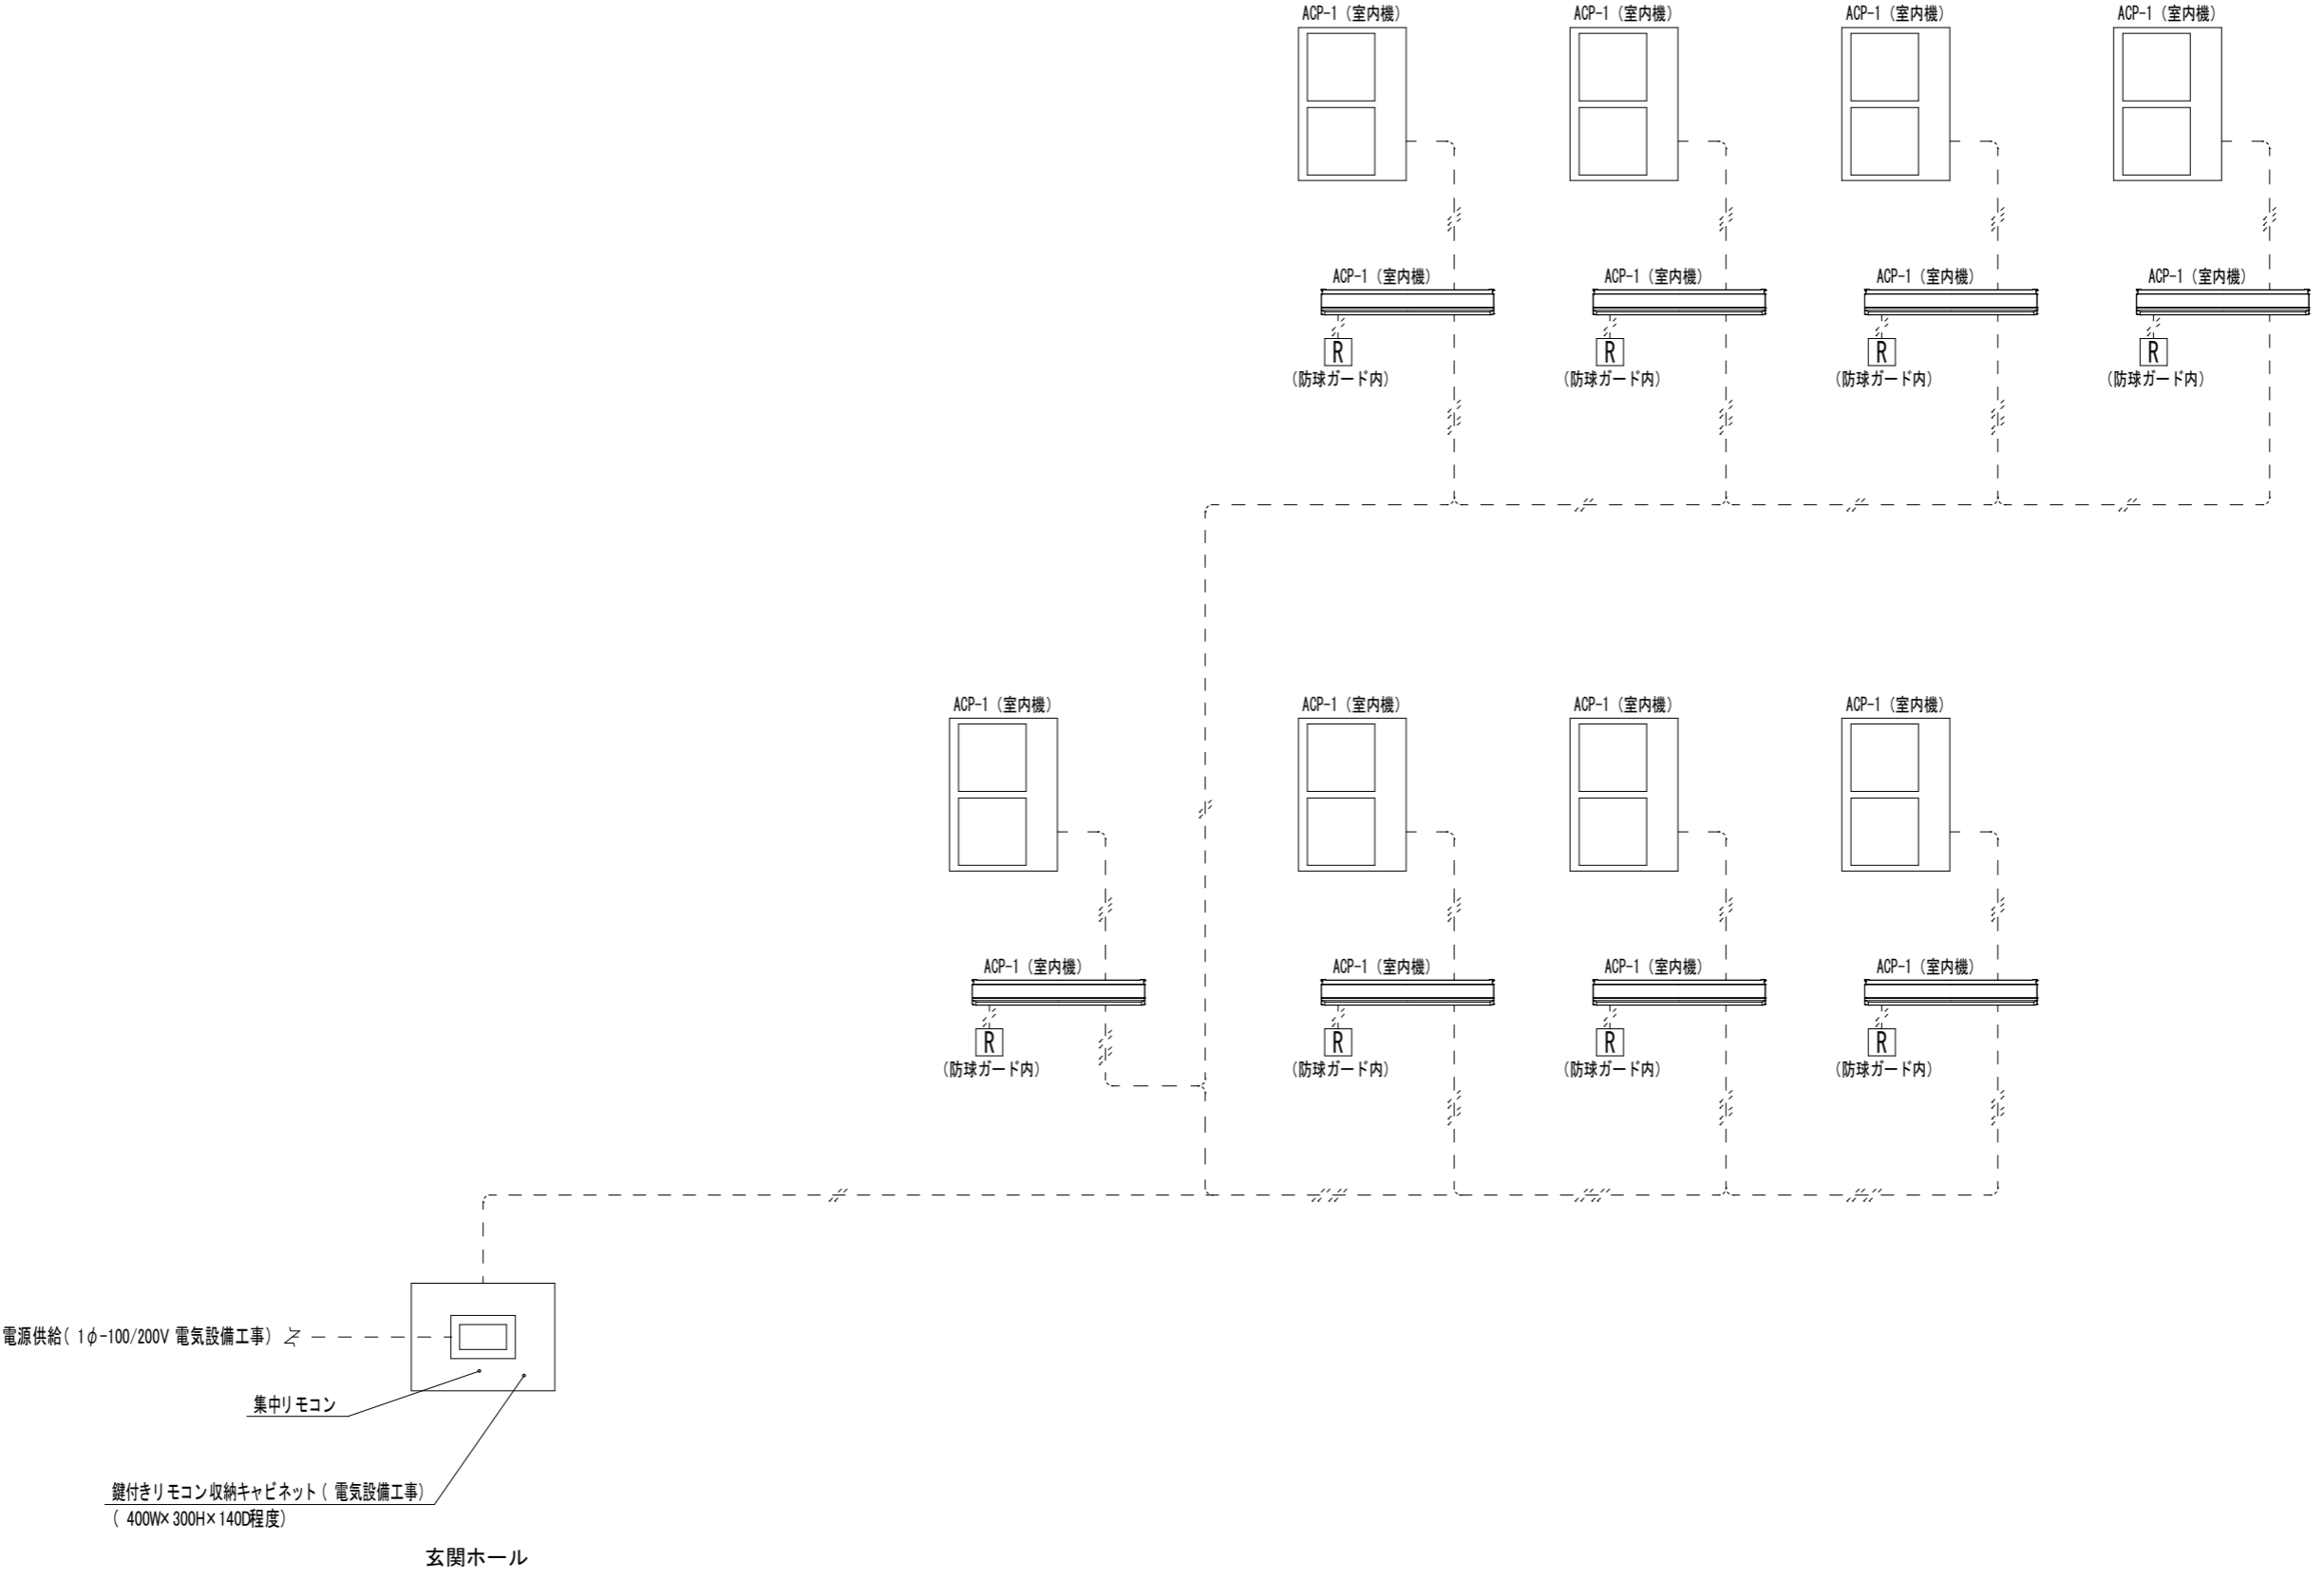 ACP-1 (室内機)
ACP-1 (室内機)
ACP-1 (室内機)
ACP-1 (室内機)
ACP-1 (室内機)
ACP-1 (室内機)
ACP-1 (室内機)
ACP-1 (室内機)
R
R
R
R
(防球ガード内)
(防球ガード内)
(防球ガード内)
(防球ガード内)
ACP-1 (室内機)
ACP-1 (室内機)
ACP-1 (室内機)
ACP-1 (室内機)
ACP-1 (室内機)
ACP-1 (室内機)
ACP-1 (室内機)
ACP-1 (室内機)
R
R
R
R
(防球ガード内)
(防球ガード内)
(防球ガード内)
(防球ガード内)
電源供給( 1φ-100/200V 電気設備工事)
集中リモコン
鍵付きリモコン収納キャビネット( 電気設備工事)
( 400W×300H×140D程度)
玄関ホール